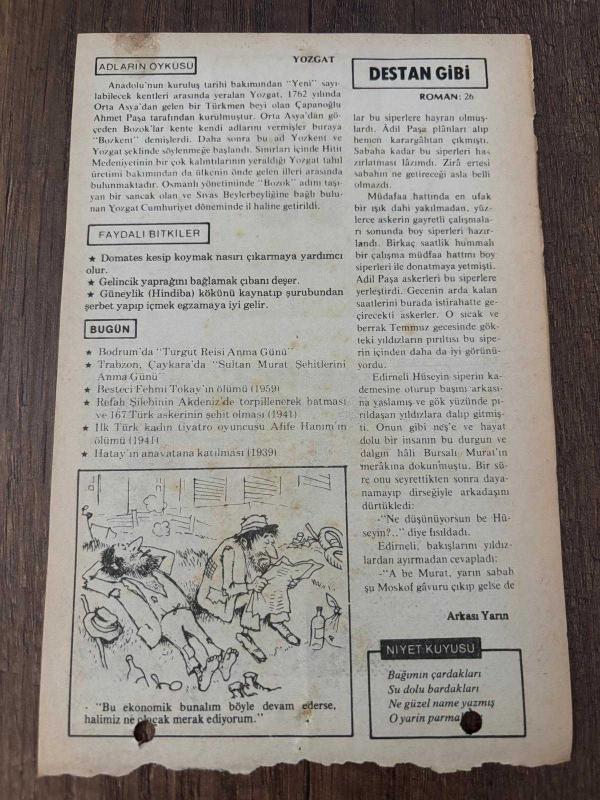 ADLARIN ÖYKÜSÜ
YOZGAT
Anadolu'nun kuruluş tarihi bakımından "Yeni" sayı-
labilecek kentleri arasında yeralan Yozgat, 1762 yılında
Orta Asya'dan gelen bir Türkmen beyi olan Çapanoğlu
Ahmet Paşa tarafından kurulmuştur. Orta Asya'dan gö-
çeden Bozok'lar kente kendi adlarını vermişler buraya
"Bozkent" demişlerdi. Daha sonra bu ad Yozkent ve
Yozgat şeklinde söylenmeğe başlandı. Sınırları içinde Hitit
Medeniyetinin bir çok kalıntılarının yeraldığı Yozgat tahıl
üretimi bakımından da ülkenin önde gelen illeri arasında
bulunmaktadır. Osmanlı yönetiminde "Bozok" adını taşı-
yan bir sancak olan ve Sivas Beylerbeyliğine bağlı bulu-
nan Yozgat Cumhuriyet döneminde il haline getirildi.
FAYDALI BİTKİLER
★ Domates kesip koymak nasırı çıkarmaya yardımcı
olur.
★ Gelincik yaprağını bağlamak çıbanı deşer.
★ Güneylik (Hindiba) kökünü kaynatıp şurubundan
şerbet yapıp içmek egzamaya iyi gelir.
BUGÜN
★ Bodrum'da "Turgut Reisi Anma Günü"
★ Trabzon, Çaykara'da "Sultan Murat Şehitlerini
Anma Günü"
★ Besteci Fehmi Tokay'ın ölümü (1959)
★ Refah Şilebinin Akdeniz'de torpillenerek batması
ve 167 Türk askerinin şehit olması (1941)
★ İlk Türk kadın tiyatro oyuncusu Afife Hanım'ın
ölümü (1941)
★ Hatay'ın anavatana katılması (1939)
- "Bu ekonomik bunalım böyle devam ederse,
halimiz ne olacak merak ediyorum."
DESTAN GİBİ
ROMAN: 26
lar bu siperlere hayran olmuş-
lardı. Âdil Paşa plânları alıp
hemen karargâhtan çıkmıştı.
Sabaha kadar bu siperleri ha-
zırlatması lâzımdı. Zirâ ertesi
sabahın ne getireceği asla belli
olmazdı.
Müdafaa hattında en ufak
bir ışık dahi yakılmadan, yüz-
lerce askerin gayretli çalışmala-
rı sonunda boy siperleri hazır-
landı. Birkaç saatlik hummalı
bir çalışma müdfaa hattını boy
siperleri ile donatmaya yetmişti.
Âdil Paşa askerleri bu siperlere
yerleştirdi. Gecenin arda kalan
saatlerini burada istirahatte ge-
çirecekti askerler. O sıcak ve
berrak Temmuz gecesinde gök-
teki yıldızların pırıltısı bu sipe-
rin içinden daha da iyi görünü-
yordu.
Edirneli Hüseyin siperin ka-
demesine oturup başını arkası-
na yaslamış ve gök yüzünde pı-
rıldaşan yıldızlara dalıp gitmiş-
ti. Onun gibi neş'e ve hayat
dolu bir insanın bu durgun ve
dalgın hâli Bursalı Murat'ın
merâkına dokunmuştu. Bir sü-
re onu seyrettikten sonra daya-
namayıp dirseğiyle arkadaşını
dürtükledi:
-"Ne düşünüyorsun be Hü-
seyin?.." diye fısıldadı.
Edirneli, bakışlarını yıldız-
lardan ayırmadan cevapladı:
-"A be Murat, yarın sabah
şu Moskof gâvuru çıkıp gelse de
Arkası Yarın
NİYET KUYUSU
Bağımın çardakları
Su dolu bardakları
Ne güzel name yazmış
O yarin